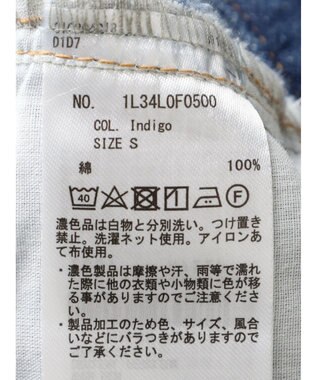 01D7
NO. 1L34L0F0500
COL. Indigo
SIZE S
綿 100%
40
F
濃色品は白物と分別洗い。つけ置き
禁止。洗濯ネット使用。アイロンあ
て布使用。
・濃色製品は摩擦や汗、雨等で濡れ
た際に他の衣類や小物類に色が移
る事がありますのでご注意くださ
い。
・製品加工のため色、サイズ、風合
いなどにバラつきがありますので
ご了承ください。